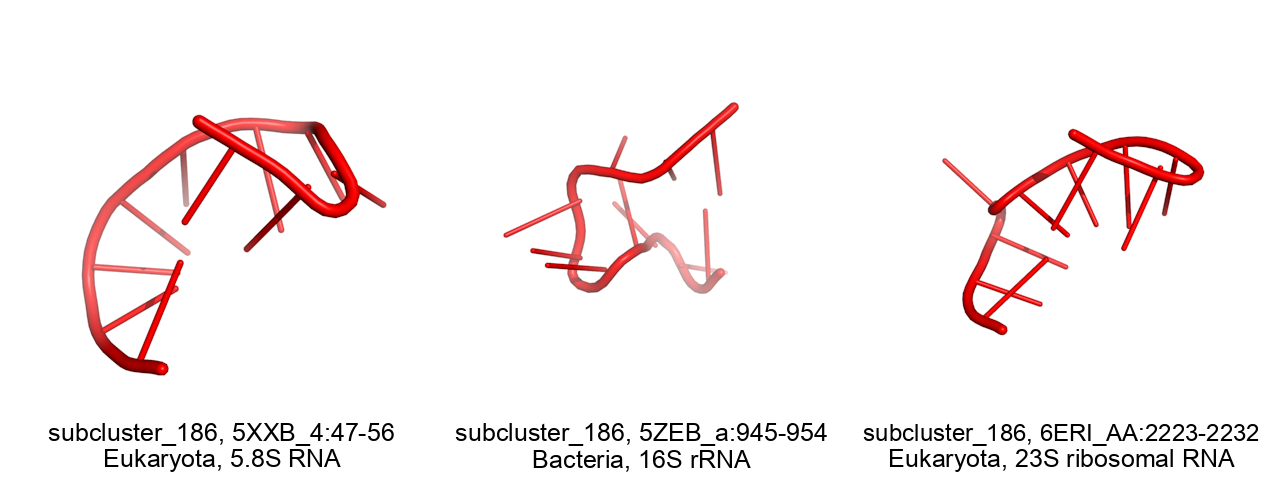 subcluster_186, 5XXB_4:47-56
Eukaryota, 5.8S RNA
subcluster_186, 5ZEB_a:945-954
Bacteria, 16S rRNA
subcluster_186, 6ERI_AA:2223-2232
Eukaryota, 23S ribosomal RNA